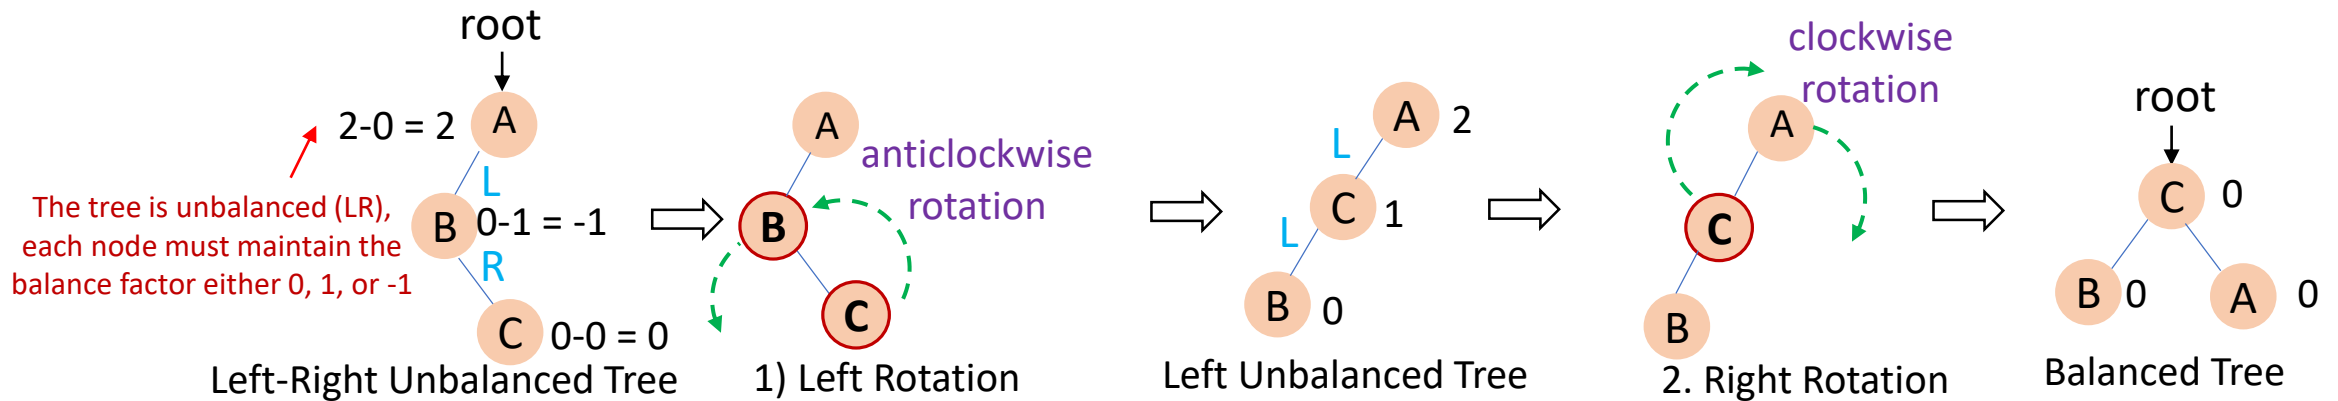 root
2-0 = 2
A
L
The tree is unbalanced (LR),
each node must maintain the
balance factor either 0, 1, or -1
B
0-1 = -1
R
C
0-0 = 0
Left-Right Unbalanced Tree
A
anticlockwise
rotation
B
C
1) Left Rotation
A
2
L
C
1
L
B
0
Left Unbalanced Tree
clockwise
rotation
A
C
B
2. Right Rotation
root
C
0
B
0
A
0
Balanced Tree